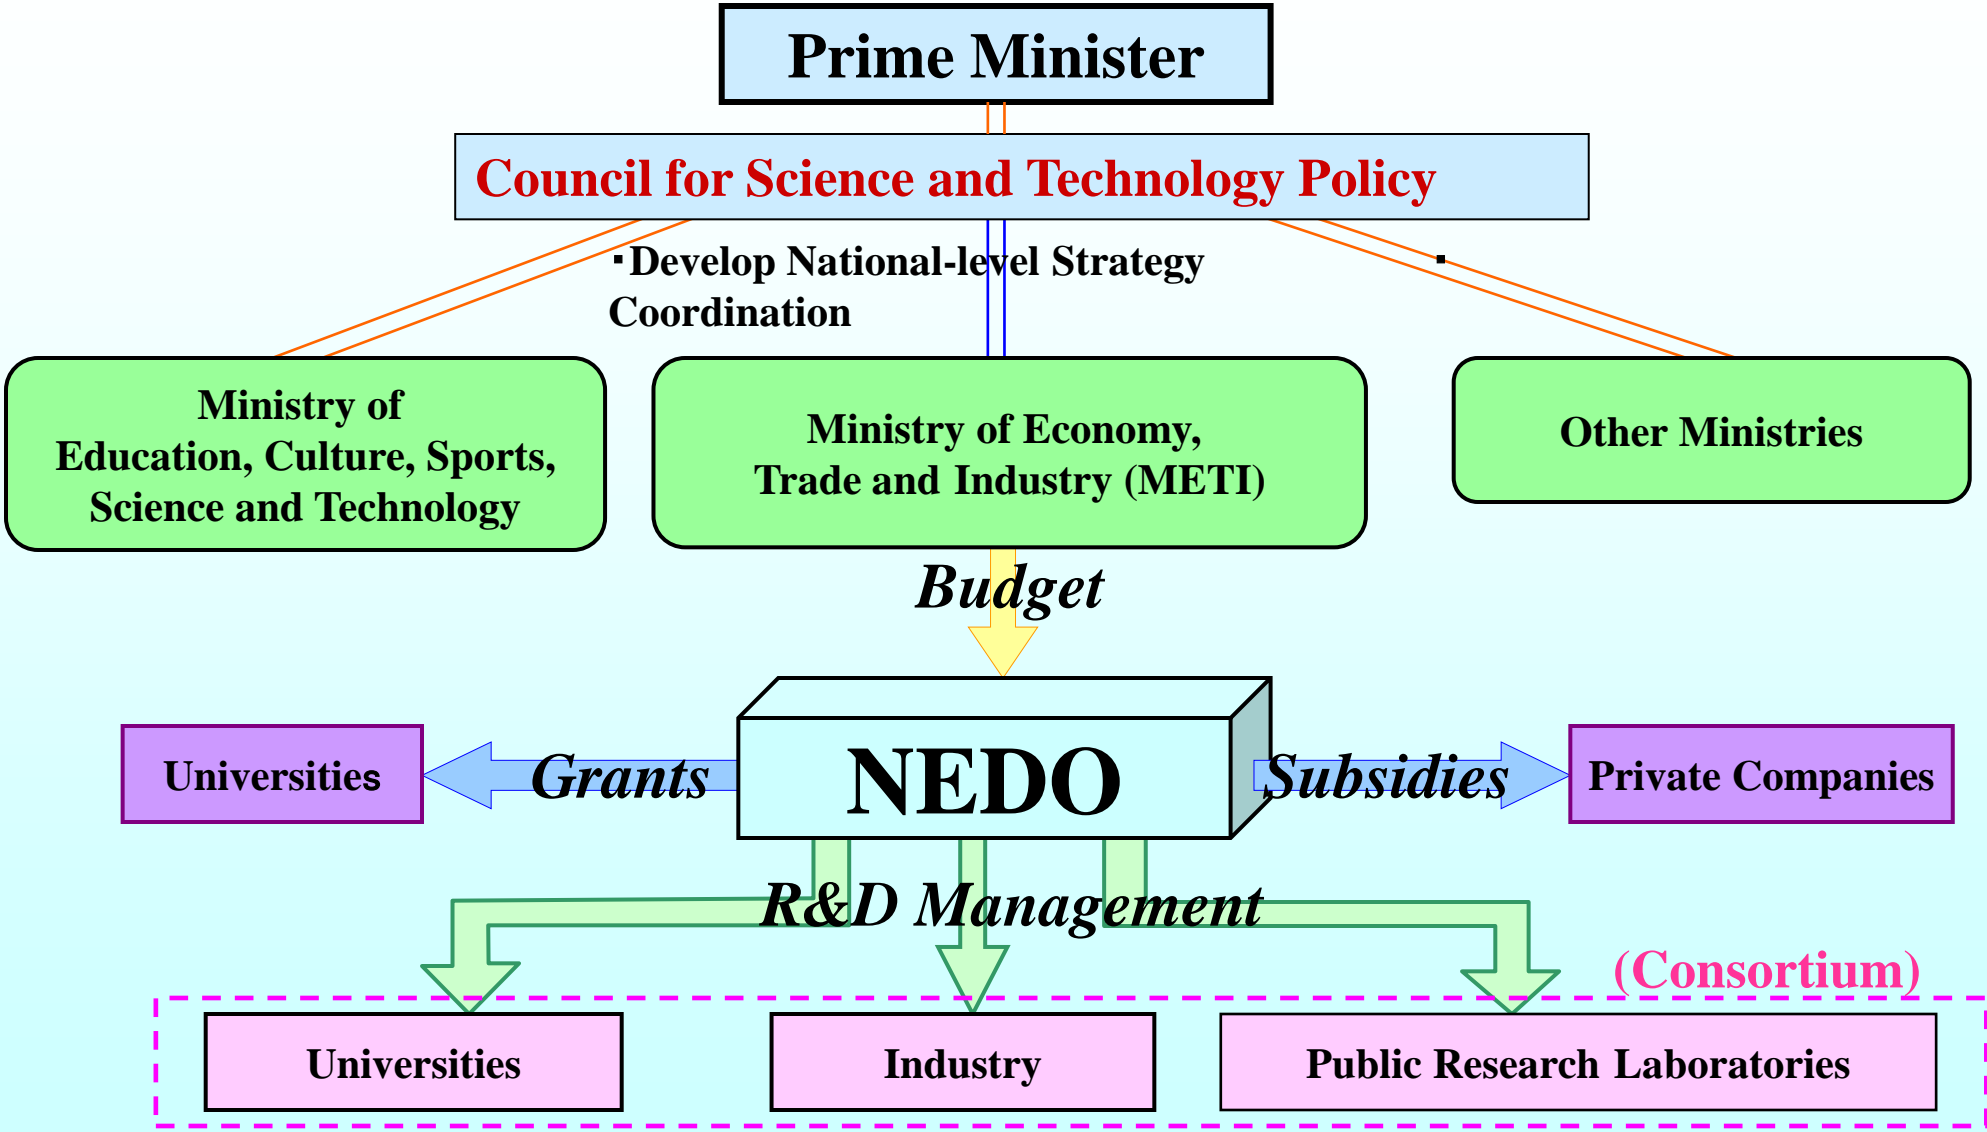 Prime Minister
Council for Science and Technology Policy
▪Develop National-level Strategy ▪
Coordination
Ministry of
Education, Culture, Sports,
Science and Technology
Ministry of Economy,
Trade and Industry (METI)
Other Ministries
Budget
Universities
Grants
NEDO
Subsidies
Private Companies
R&D Management
(Consortium)
Universities
Industry
Public Research Laboratories